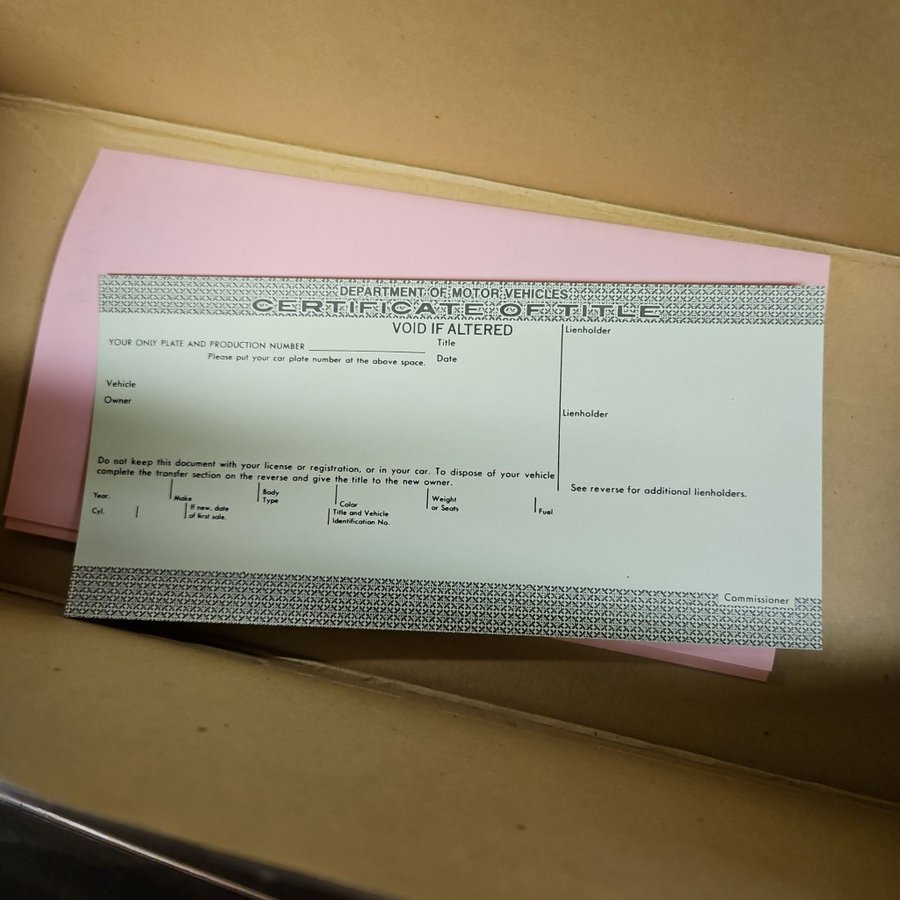 DEPARTMENT OF MOTOR VEHICLES
CERTIFICATE OF TITLE
VOID IF ALTERED
YOUR ONLY PLATE AND PRODUCTION NUMBER
Please put your car plate number at the above space.
Title
Date
Lienholder
Vehicle
Owner
Lienholder
Do not keep this document with your license or registration, or in your car. To dispose of your vehicle
complete the transfer section on the reverse and give the title to the new owner.
See reverse for additional lienholders.
Year.
Make
Body
Type
Color
Weight
or Seats
Fuel
Cyl.
If new, date
of first sale.
Title and Vehicle
Identification No.
Commissioner